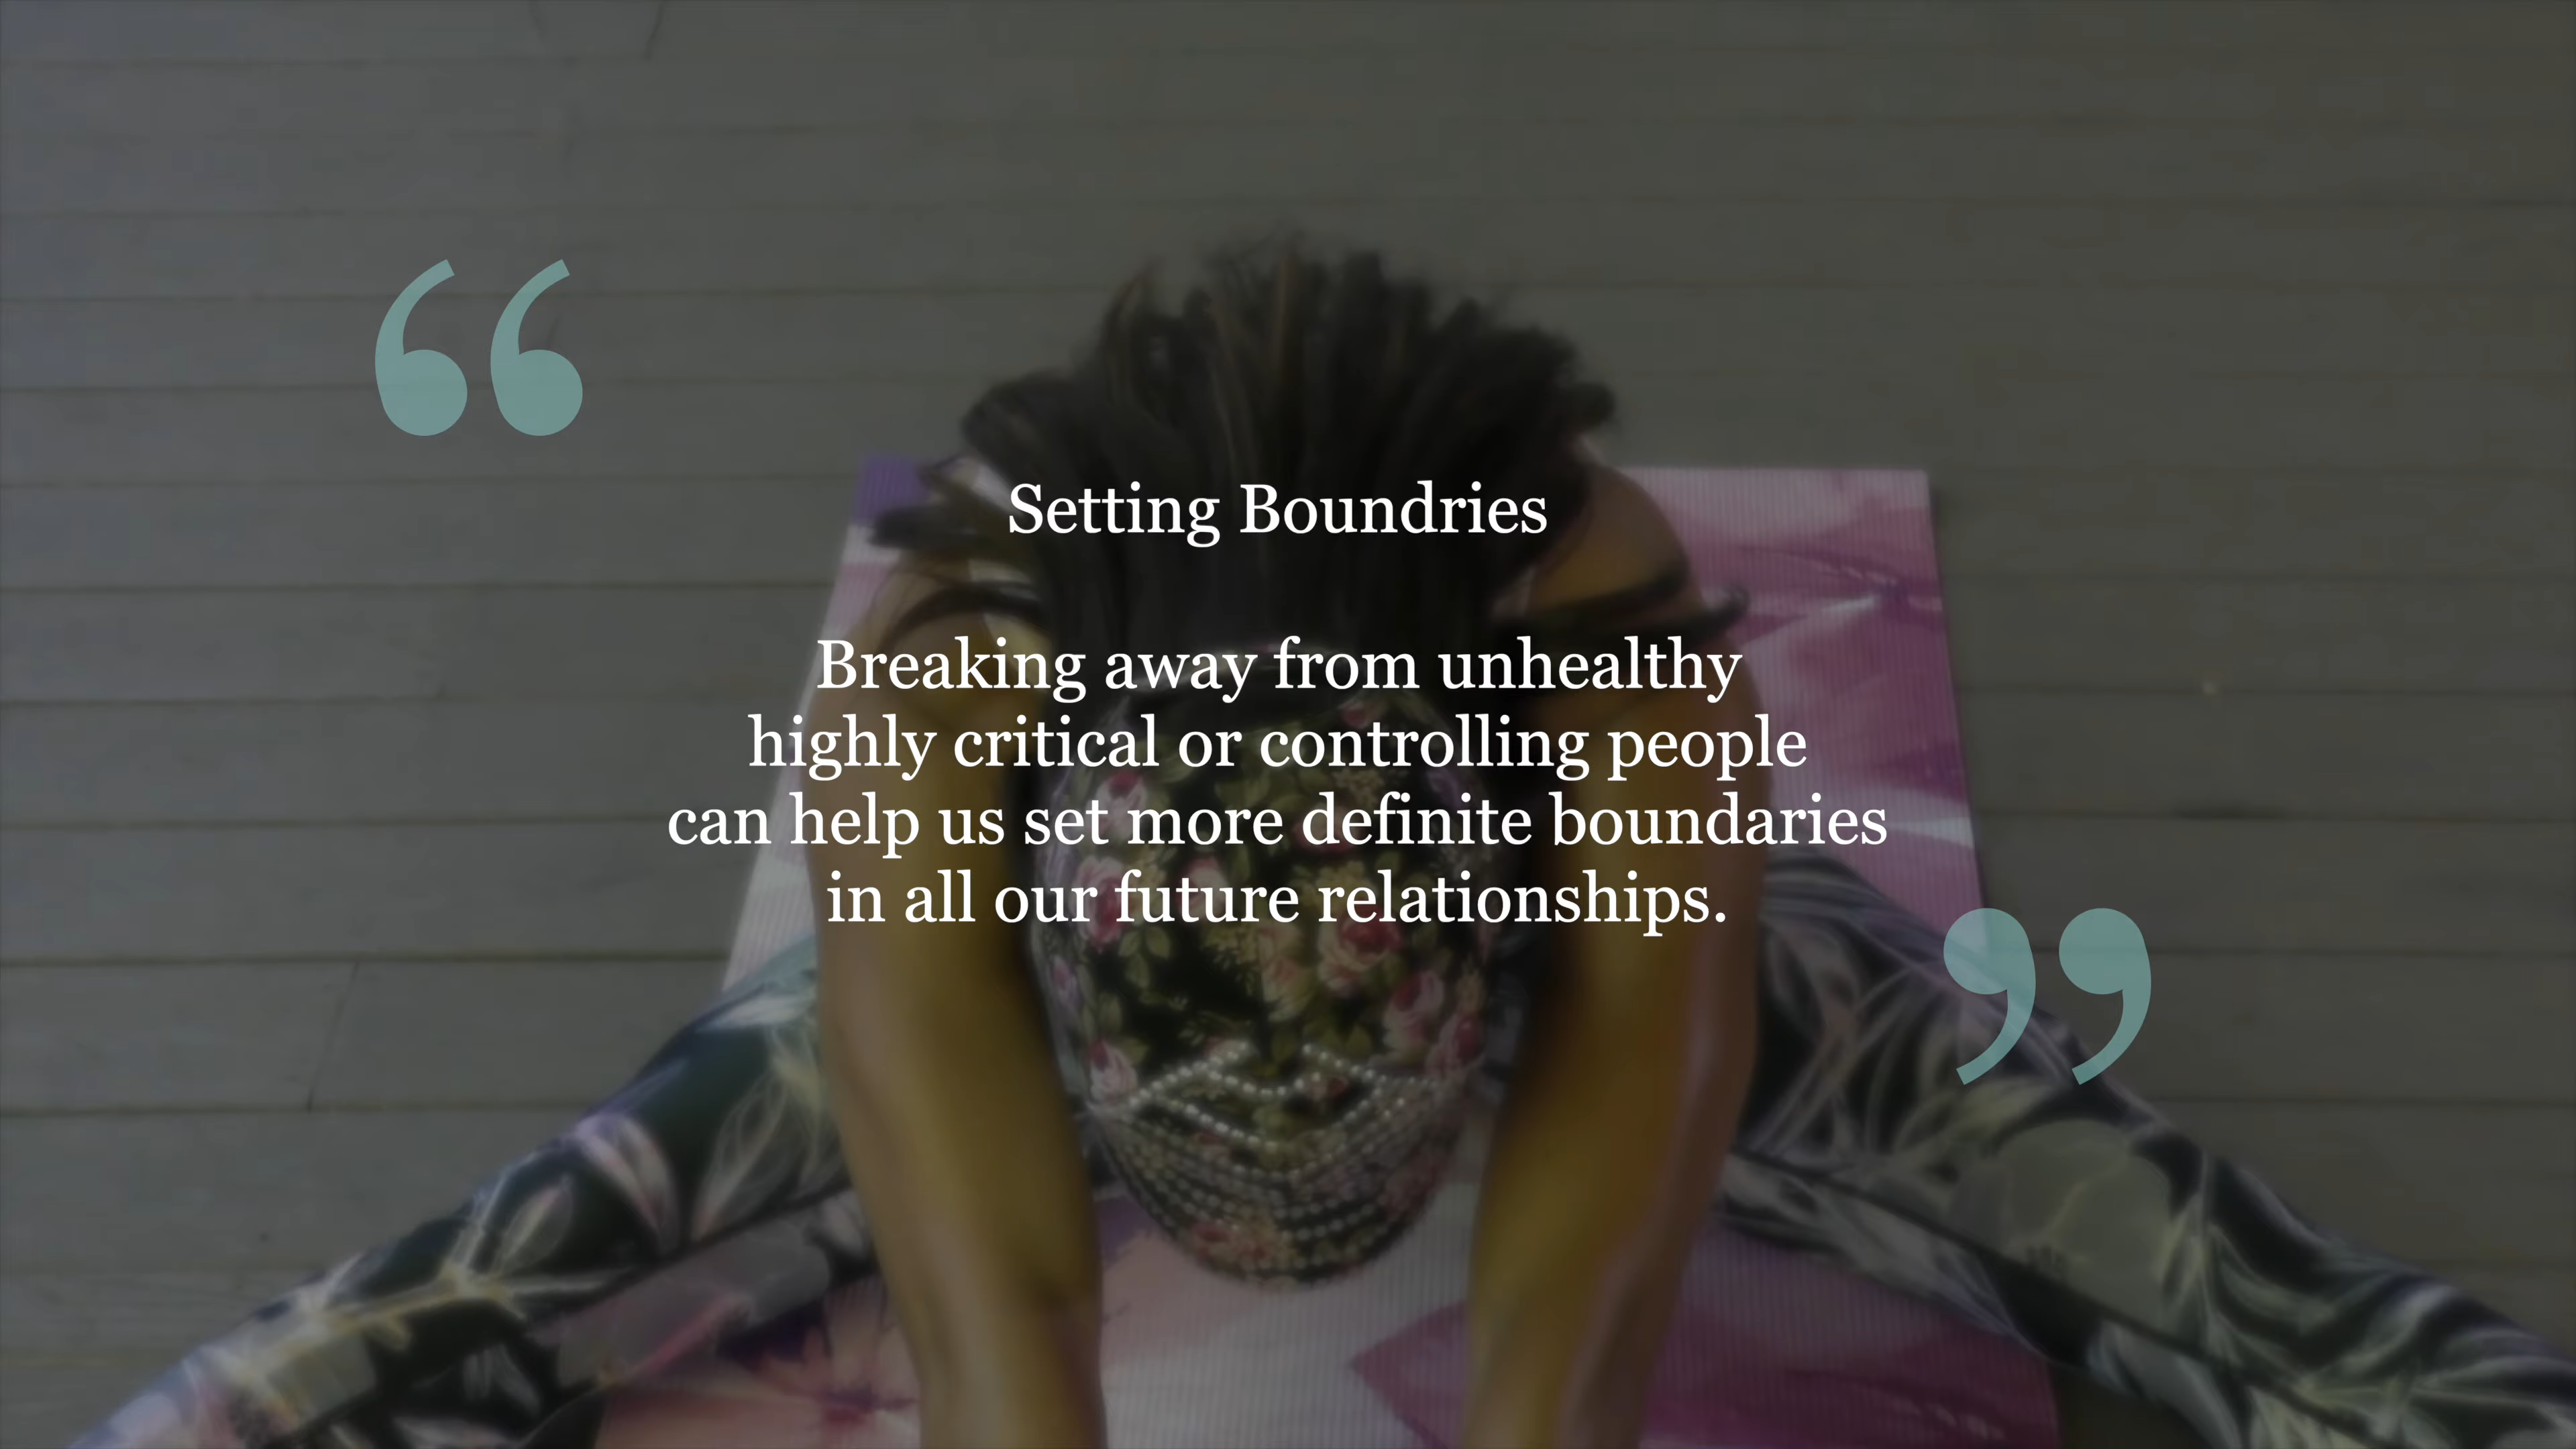 “
Setting Boundries
Breaking away from unhealthy
highly critical or controlling people
can help us set more definite boundaries
in all our future relationships.
”